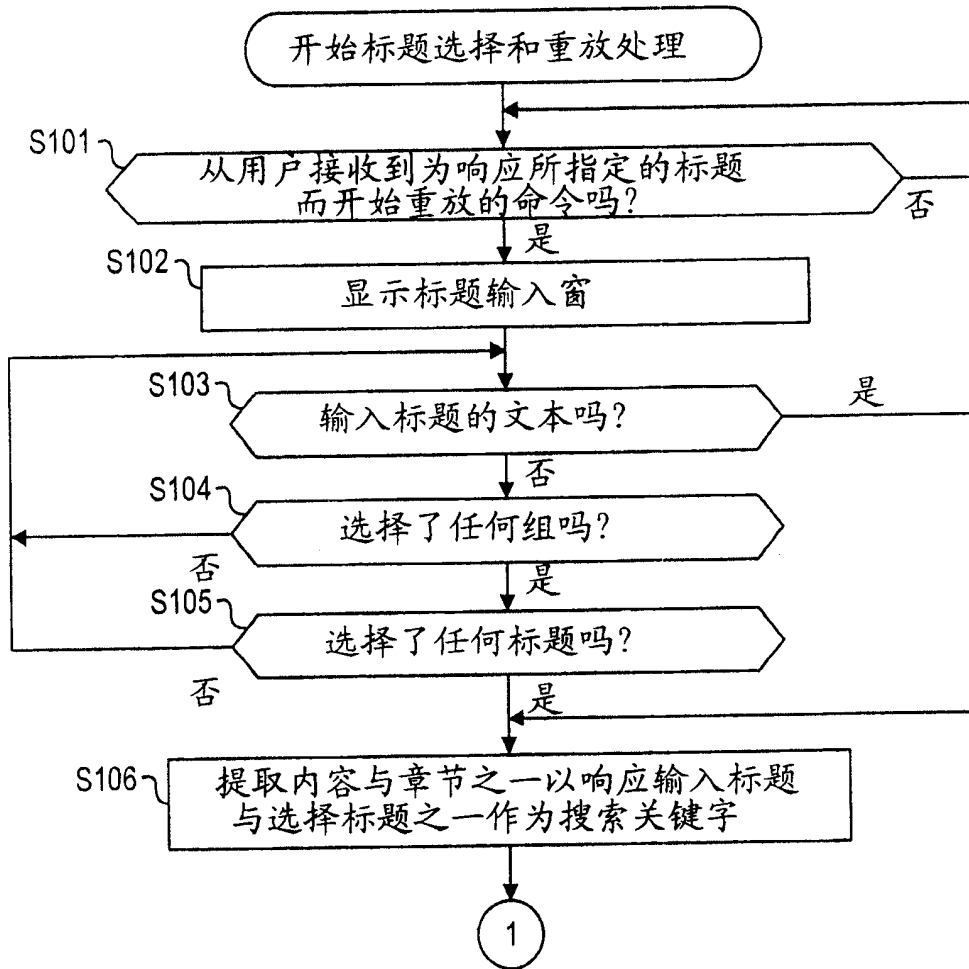 开始标题选择和重放处理
S101
从用户接收到为响应所指定的标题
而开始重放的命令吗?
否
是
S102
显示标题输入窗
S103
输入标题的文本吗?
是
否
S104
选择了任何组吗?
否
是
S105
选择了任何标题吗?
否
是
S106
提取内容与章节之一以响应输入标题
与选择标题之一作为搜索关键字
1